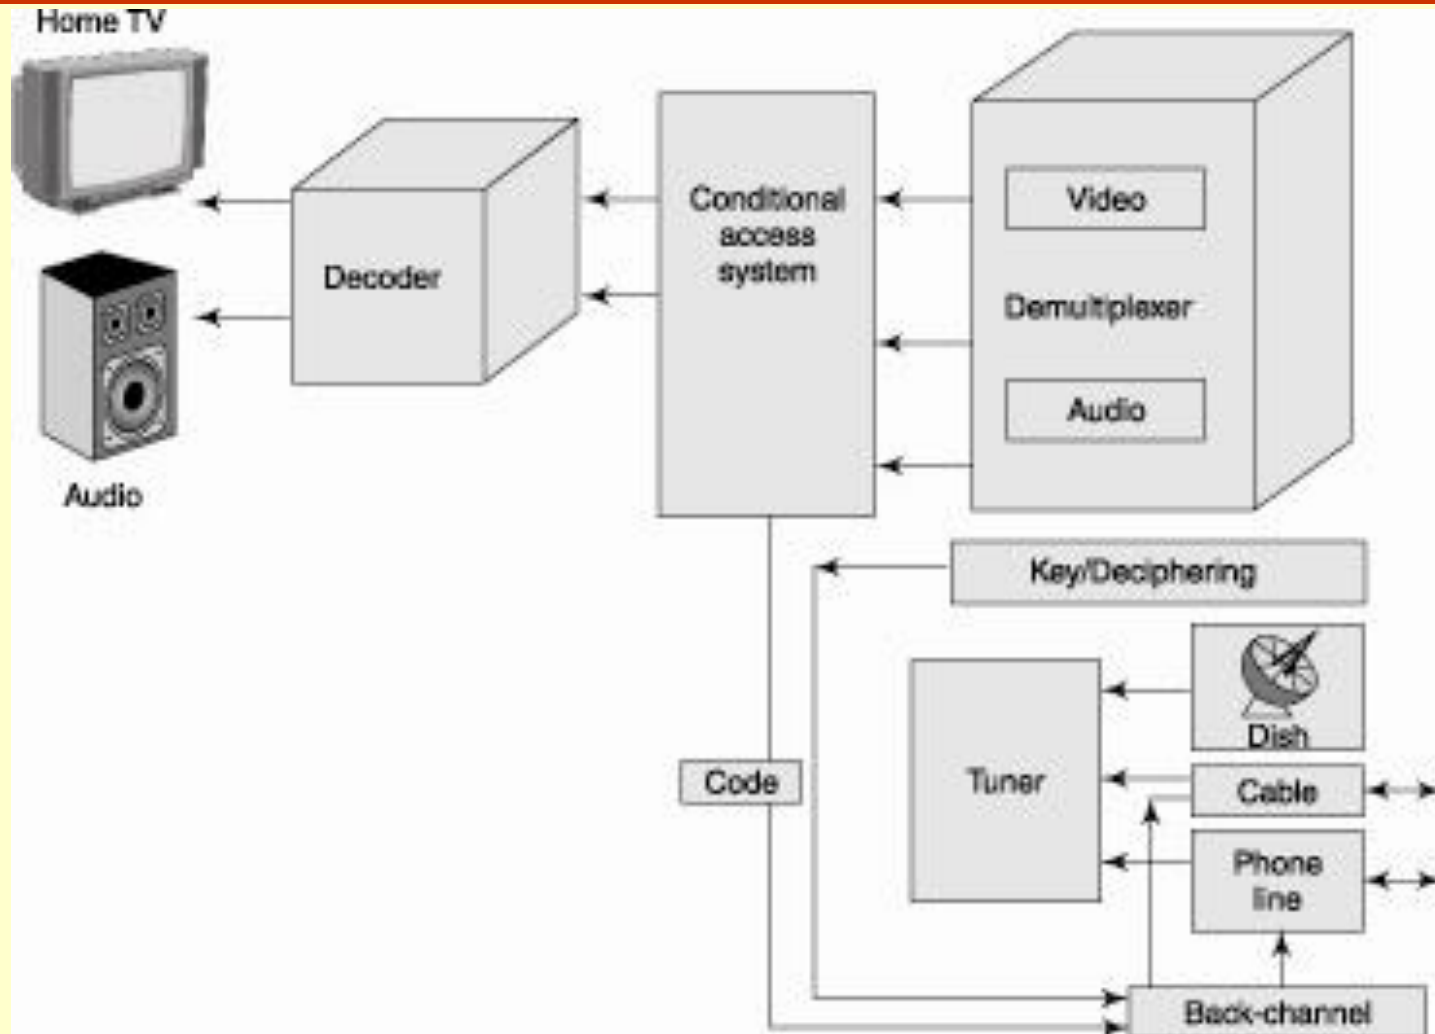 Home TV
Audio
Decoder
Conditional
access
system
Video
Demultiplexer
Audio
Key/Deciphering
Dish
Tuner
Cable
Code
Phone
line
Back-channel